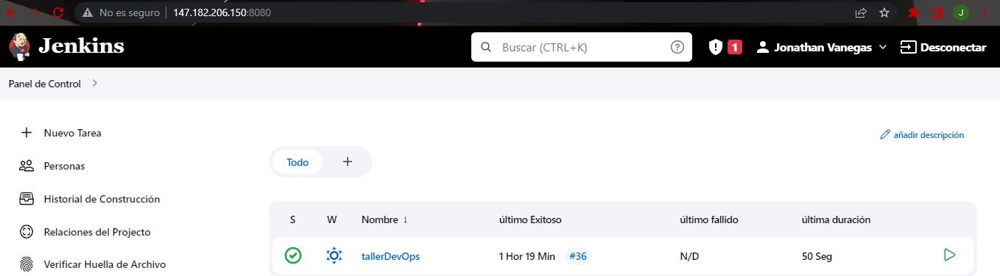 No es seguro 147.182.206.150:8080
J
Jenkins
Buscar (CTRL+K)
1
Jonathan Vanegas
Desconectar
Panel de Control
Nuevo Tarea
Personas
Historial de Construcción
Relaciones del Projecto
Verificar Huella de Archivo
añadir descripción
Todo +
S W Nombre ↓ último Exitoso último fallido última duración
tallerDevOps 1 Hor 19 Min #36 N/D 50 Seg